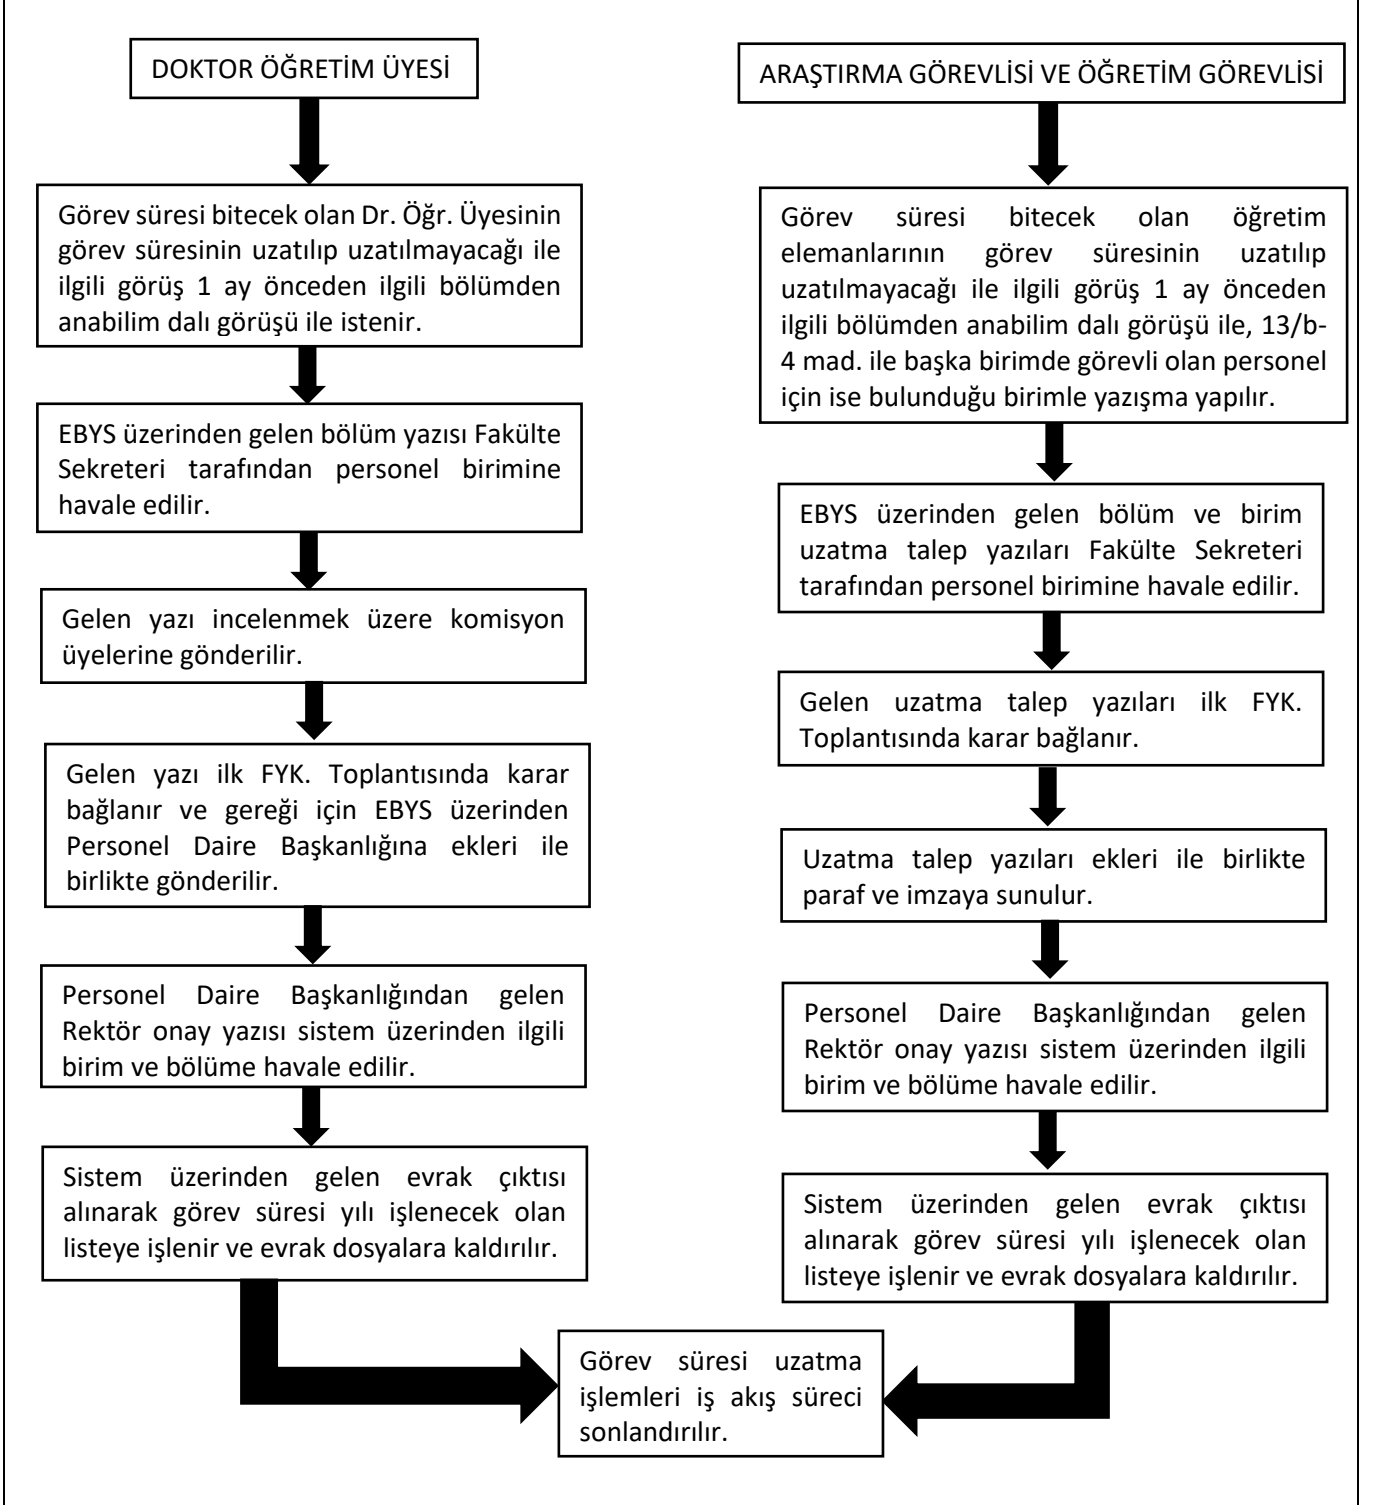 DOKTOR ÖĞRETİM ÜYESİ
Görev süresi bitecek olan Dr. Öğr. Üyesinin
görev süresinin uzatılıp uzatılmayacağı ile
ilgili görüş 1 ay önceden ilgili bölümden
anabilim dalı görüşü ile istenir.
EBYS üzerinden gelen bölüm yazısı Fakülte
Sekreteri tarafından personel birimine
havale edilir.
Gelen yazı incelenmek üzere komisyon
üyelerine gönderilir.
Gelen yazı ilk FYK. Toplantısında karar
bağlanır ve gereği için EBYS üzerinden
Personel Daire Başkanlığına ekleri ile
birlikte gönderilir.
Personel Daire Başkanlığından gelen
Rektör onay yazısı sistem üzerinden ilgili
birim ve bölüme havale edilir.
Sistem üzerinden gelen evrak çıktısı
alınarak görev süresi yılı işlenecek olan
listeye işlenir ve evrak dosyalara kaldırılır.
ARAŞTIRMA GÖREVLİSİ VE ÖĞRETİM GÖREVLİSİ
Görev süresi bitecek olan öğretim
elemanlarının görev süresinin uzatılıp
uzatılmayacağı ile ilgili görüş 1 ay önceden
ilgili bölümden anabilim dalı görüşü ile, 13/b-
4 mad. ile başka birimde görevli olan personel
için ise bulunduğu birimle yazışma yapılır.
EBYS üzerinden gelen bölüm ve birim
uzatma talep yazıları Fakülte Sekreteri
tarafından personel birimine havale edilir.
Gelen uzatma talep yazıları ilk FYK.
Toplantısında karar bağlanır.
Uzatma talep yazıları ekleri ile birlikte
paraf ve imzaya sunulur.
Personel Daire Başkanlığından gelen
Rektör onay yazısı sistem üzerinden ilgili
birim ve bölüme havale edilir.
Sistem üzerinden gelen evrak çıktısı
alınarak görev süresi yılı işlenecek olan
listeye işlenir ve evrak dosyalara kaldırılır.
Görev süresi uzatma
işlemleri iş akış süreci
sonlandırılır.